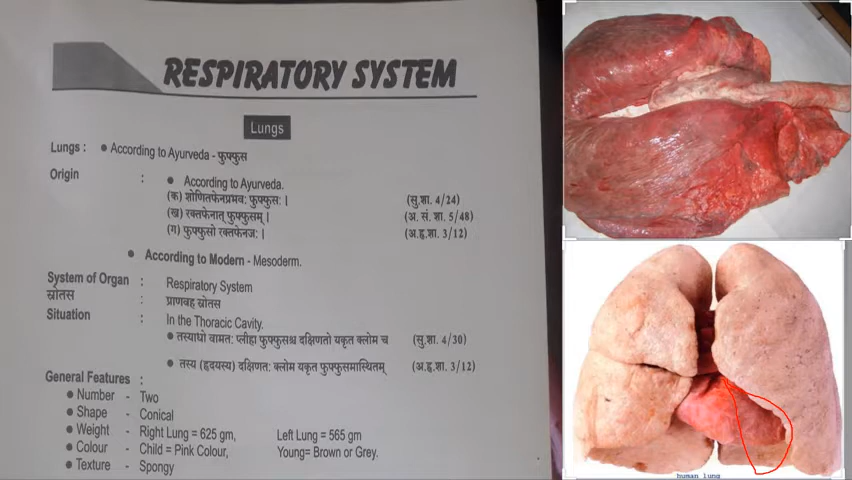 RESPIRATORY SYSTEM
Lungs
Lungs : • According to Ayurveda - फुफ्फुस
Origin : • According to Ayurveda.
(क) शोणितफेनप्रभवः फुफ्फुसः । (सु.शा. 4/24)
(ख) रक्तफेनात् फुफ्फुसम् । (अ. सं. शा. 5/48)
(ग) फुफ्फुसो रक्तफेनजः । (अ.हृ.शा. 3/12)
• According to Modern - Mesoderm.
System of Organ : Respiratory System
स्रोतस : प्राणवह स्रोतस
Situation : In the Thoracic Cavity.
• तस्याधो वामतः प्लीहा फुफ्फुसश्च दक्षिणतो यकृत क्लोम च (सु.शा. 4/30)
• तस्य (हृदयस्य) दक्षिणतः क्लोम यकृत फुफ्फुसमास्थितम् (अ.हृ.शा. 3/12)
General Features :
• Number - Two
• Shape - Conical
• Weight - Right Lung = 625 gm, Left Lung = 565 gm
• Colour - Child = Pink Colour, Young= Brown or Grey.
• Texture - Spongy
human lung